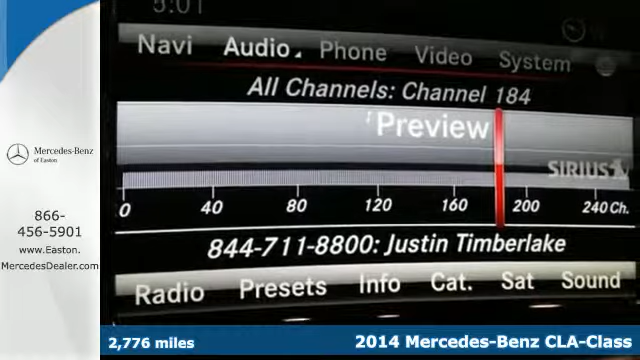 5:01
Navi Audio Phone Video System
All Channels: Channel 184
Preview
SIRIUS
0 40 80 120 160 200 240 Ch.
844-711-8800: Justin Timberlake
Radio Presets Info Cat. Sat Sound
Mercedes-Benz
of Easton
866-
456-5901
www.Easton.
MercedesDealer.com
2,776 miles
2014 Mercedes-Benz CLA-Class